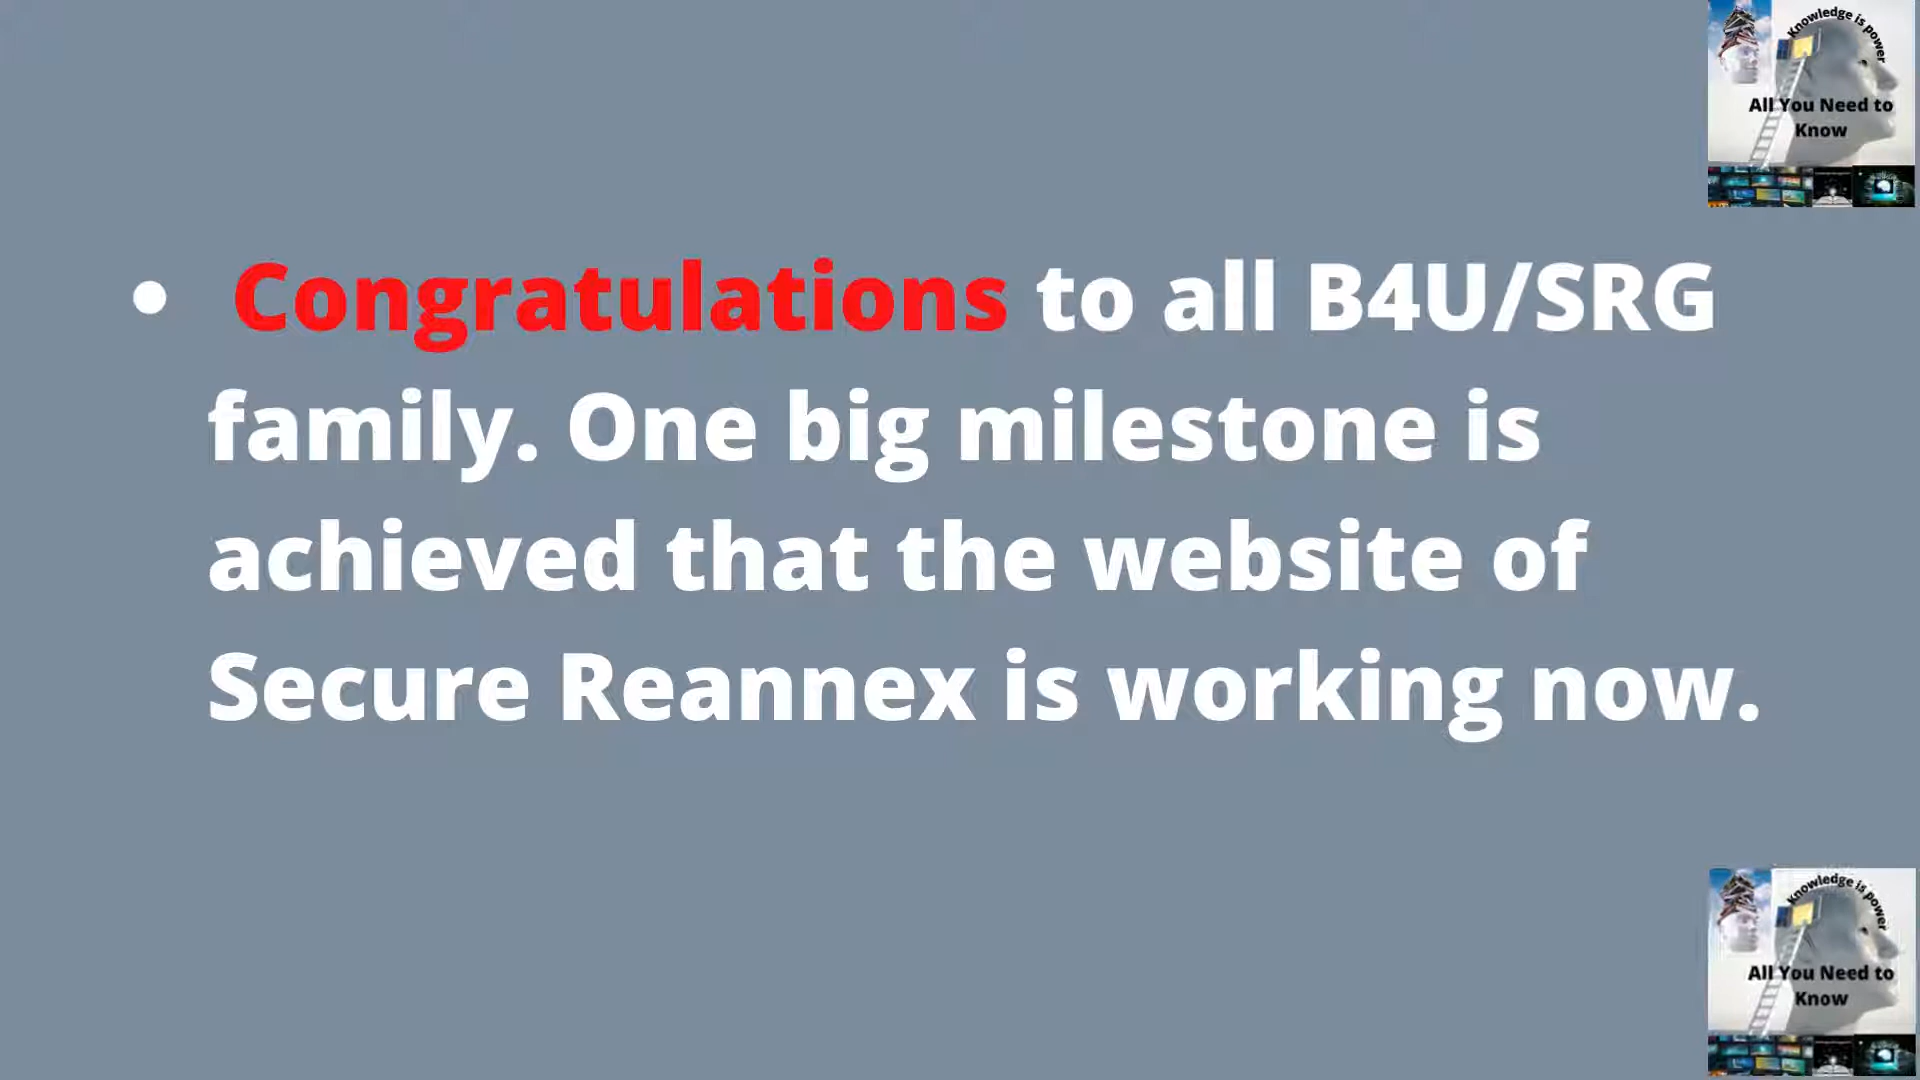 Knowledge is power
All You Need to
Know
• Congratulations to all B4U/SRG
family. One big milestone is
achieved that the website of
Secure Reannex is working now.
Knowledge is power
All You Need to
Know